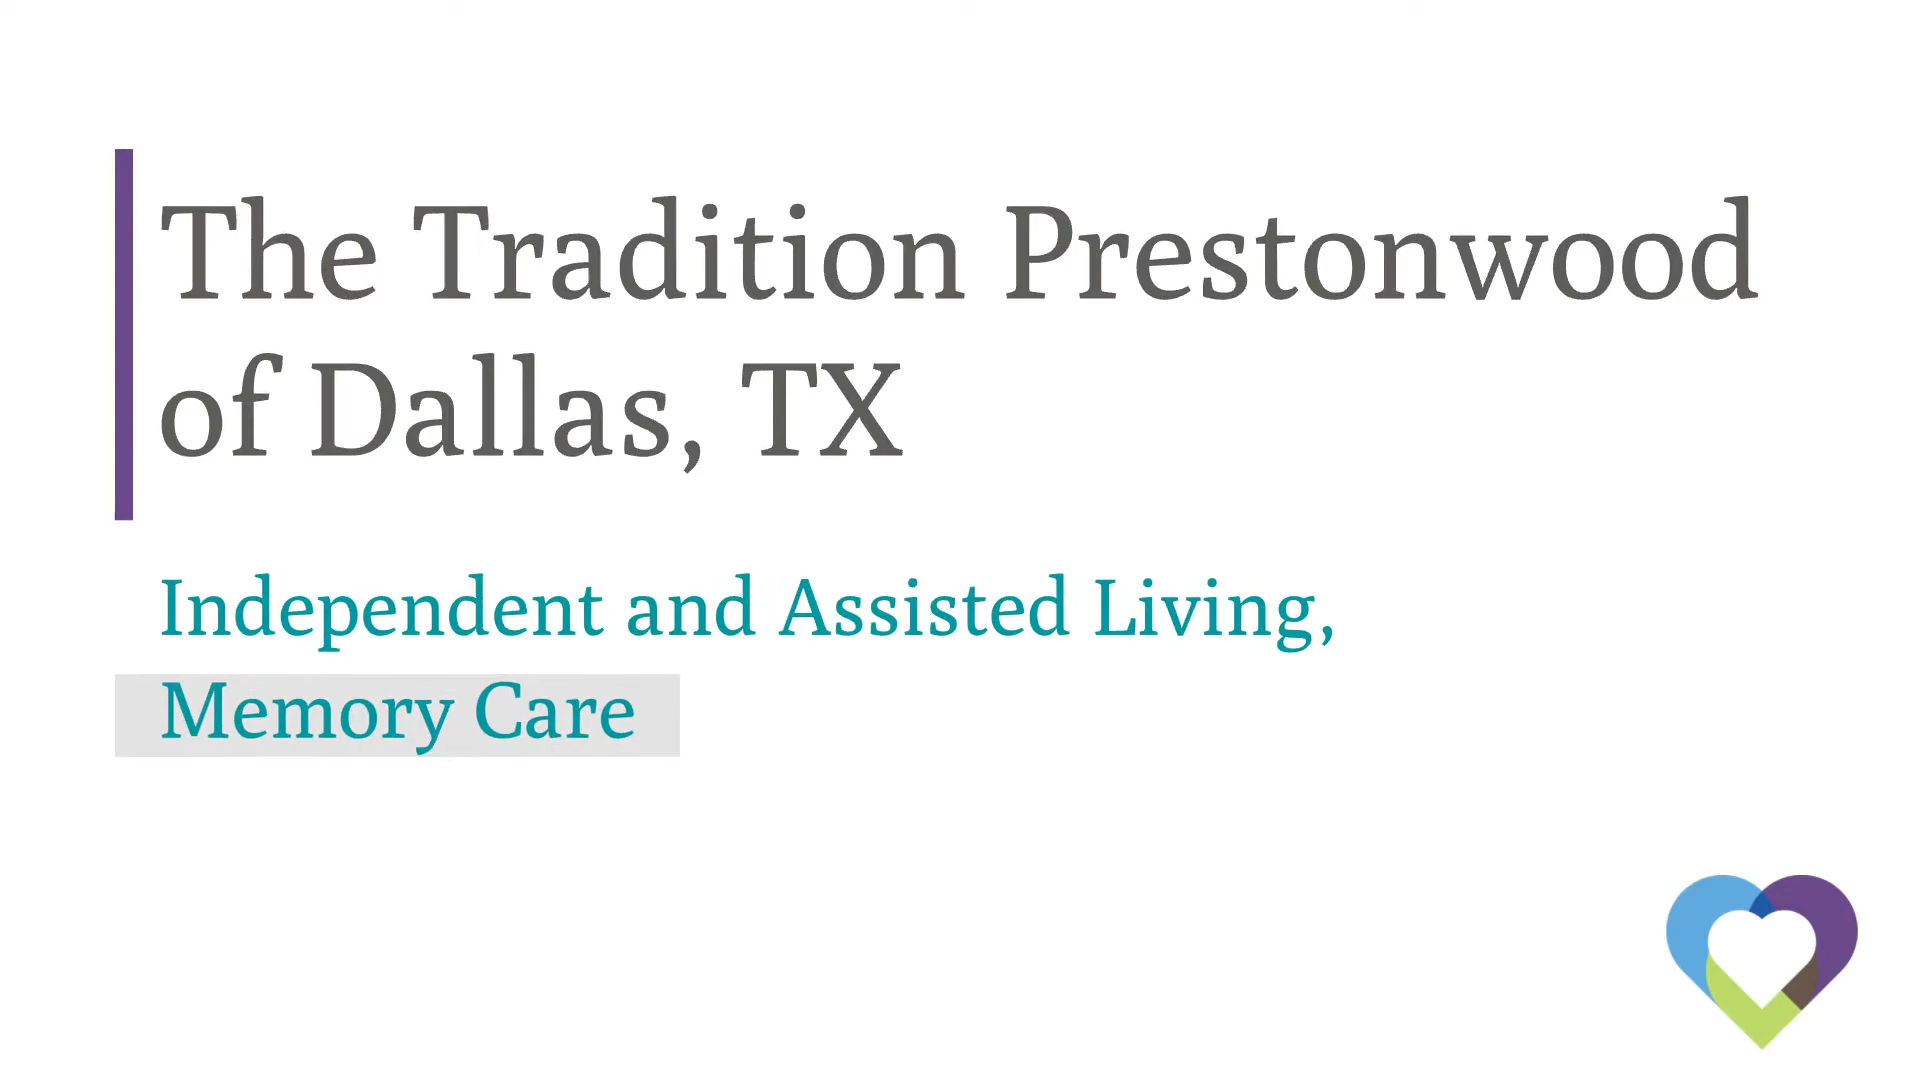 The Tradition Prestonwood
of Dallas, TX
Independent and Assisted Living,
Memory Care